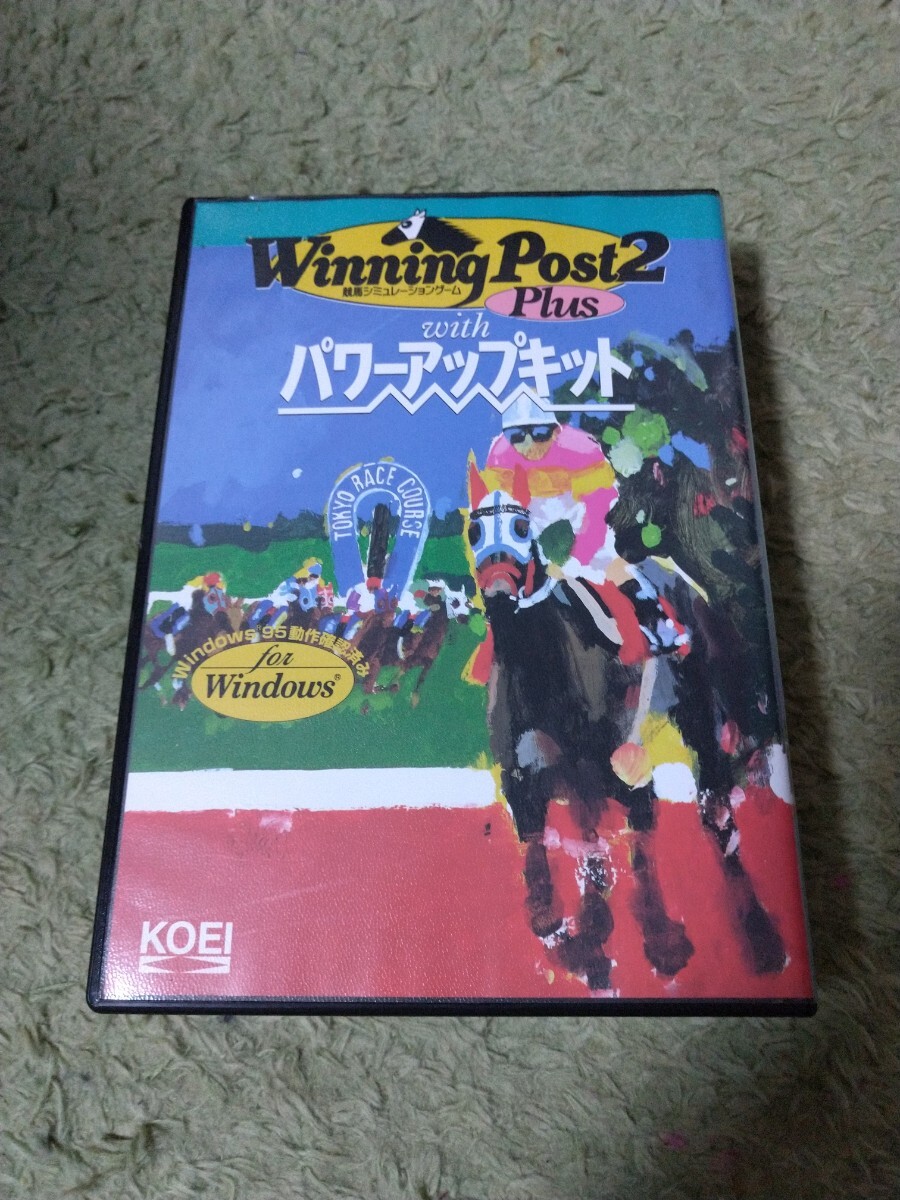 Winning Post2
競馬シミュレーションゲーム
Plus
with
パワーアップキット
TOKYO RACE COURSE
Windows®95動作確認済み
for
Windows®
KOEI